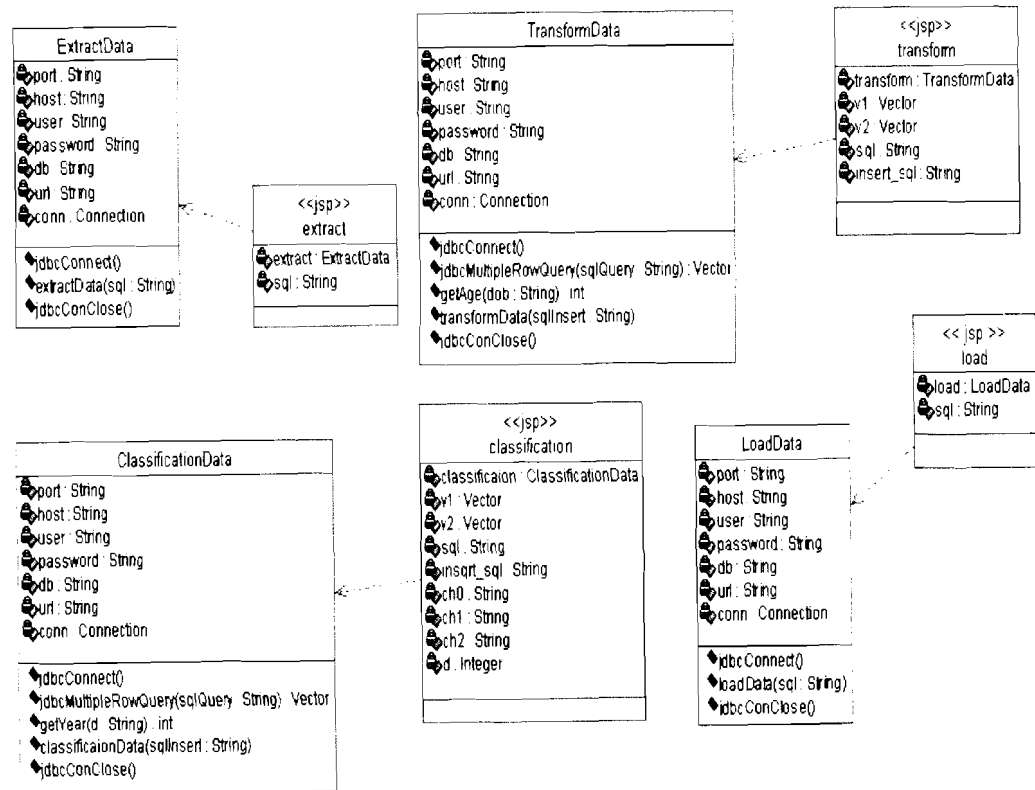 ExtractData
port : String
host : String
user String
password String
db String
url String
conn : Connection
jdbcConnect()
extractData(sql : String)
jdbcConClose()
<<jsp>>
extract
extract : ExtractData
sql : String
TransformData
port String
host String
user : String
password : String
db String
url : String
conn : Connection
jdbcConnect()
jdbcMultipleRowQuery(sqlQuery String) : Vector
getAge(dob : String) int
transformData(sqlInsert String)
jdbcConClose()
<<jsp>>
transform
transform : TransformData
v1 Vector
v2 Vector
sql : String
insert_sql : String
<< jsp >>
load
load : LoadData
sql : String
ClassificationData
port : String
host : String
user : String
password : String
db : String
url : String
conn Connection
jdbcConnect()
jdbcMultipleRowQuery(sqlQuery String) Vector
getYear(d String) : int
classificaionData(sqlInsert : String)
jdbcConClose()
<<jsp>>
classification
classificaion : ClassificationData
v1 : Vector
v2 : Vector
sql : String
insqrt_sql String
ch0 : String
ch1 : String
ch2 String
d : Integer
LoadData
port : String
host : String
user : String
password : String
db : String
url : String
conn Connection
jdbcConnect()
loadData(sql : String)
jdbcConClose()